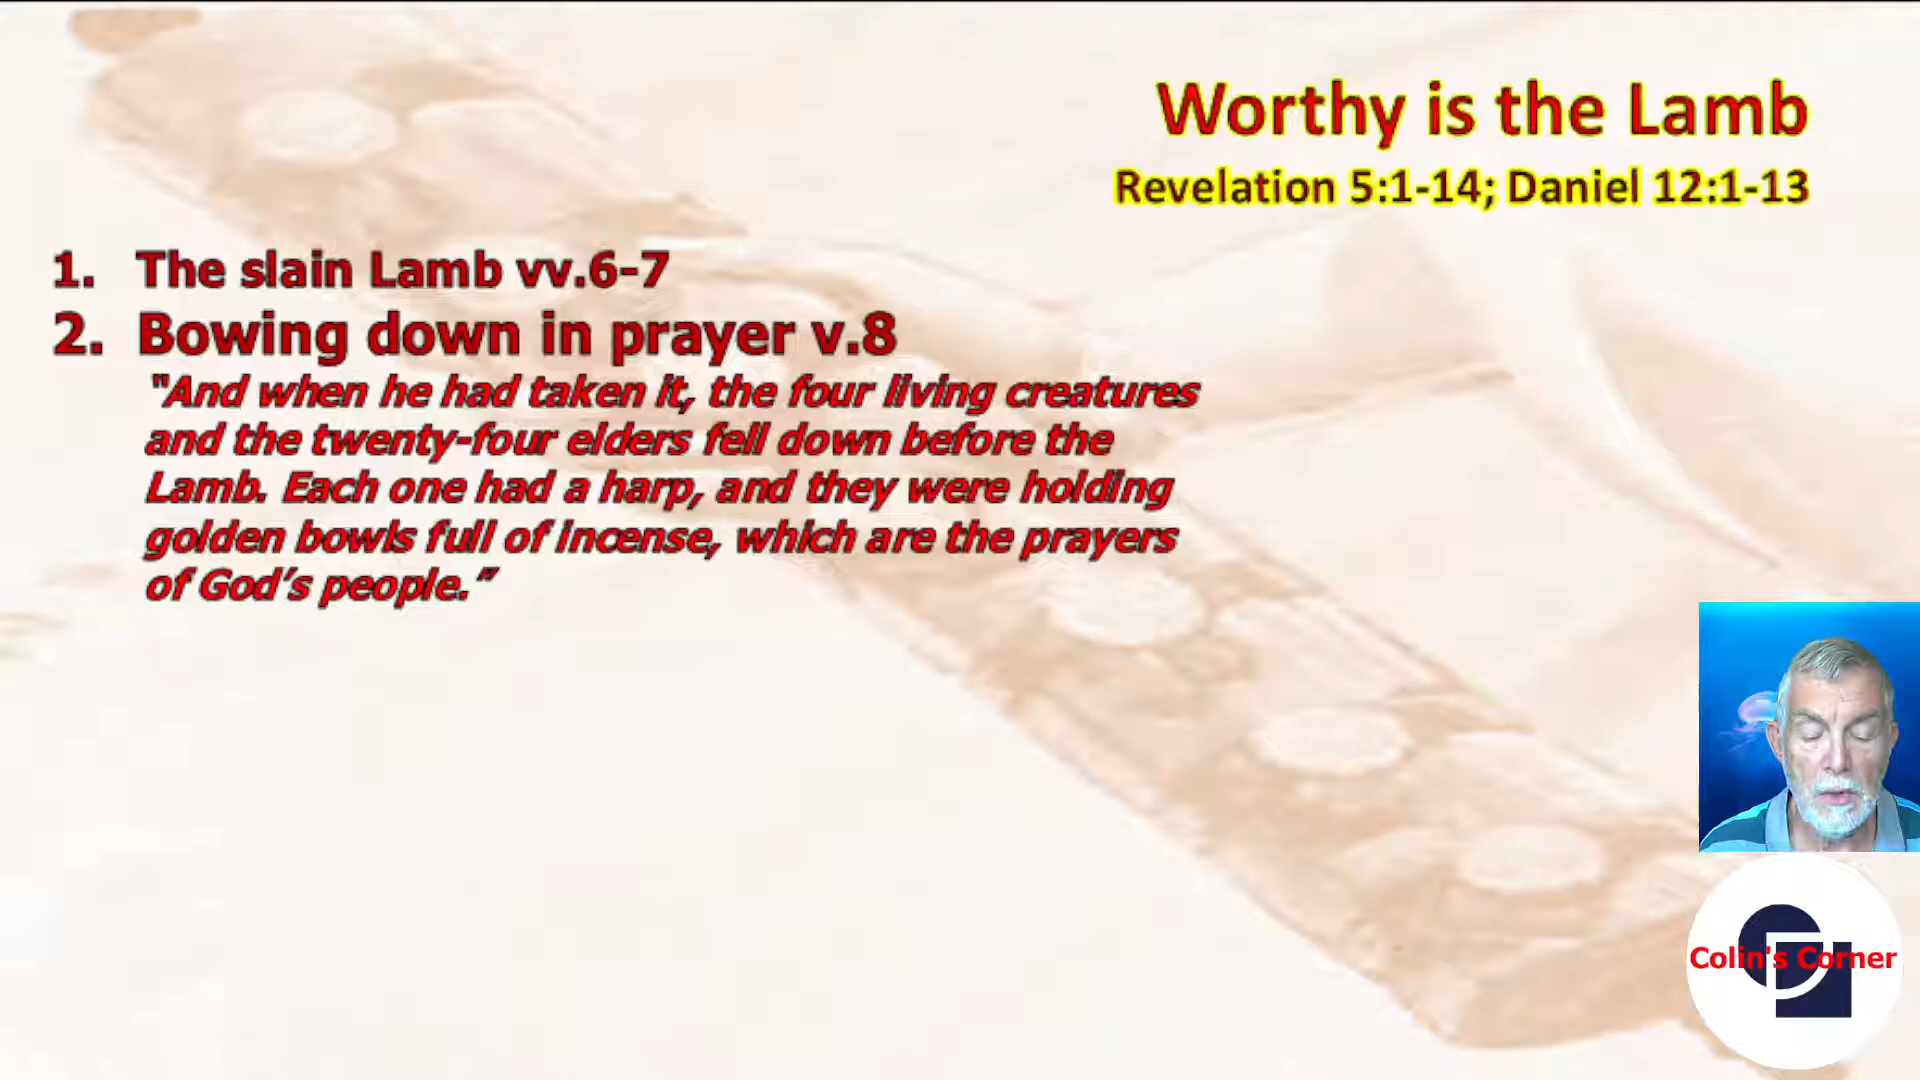 Worthy is the Lamb
Revelation 5:1-14; Daniel 12:1-13
1. The slain Lamb vv.6-7
2. Bowing down in prayer v.8
“And when he had taken it, the four living creatures
and the twenty-four elders fell down before the
Lamb. Each one had a harp, and they were holding
golden bowls full of incense, which are the prayers
of God’s people.”
Colin's Corner